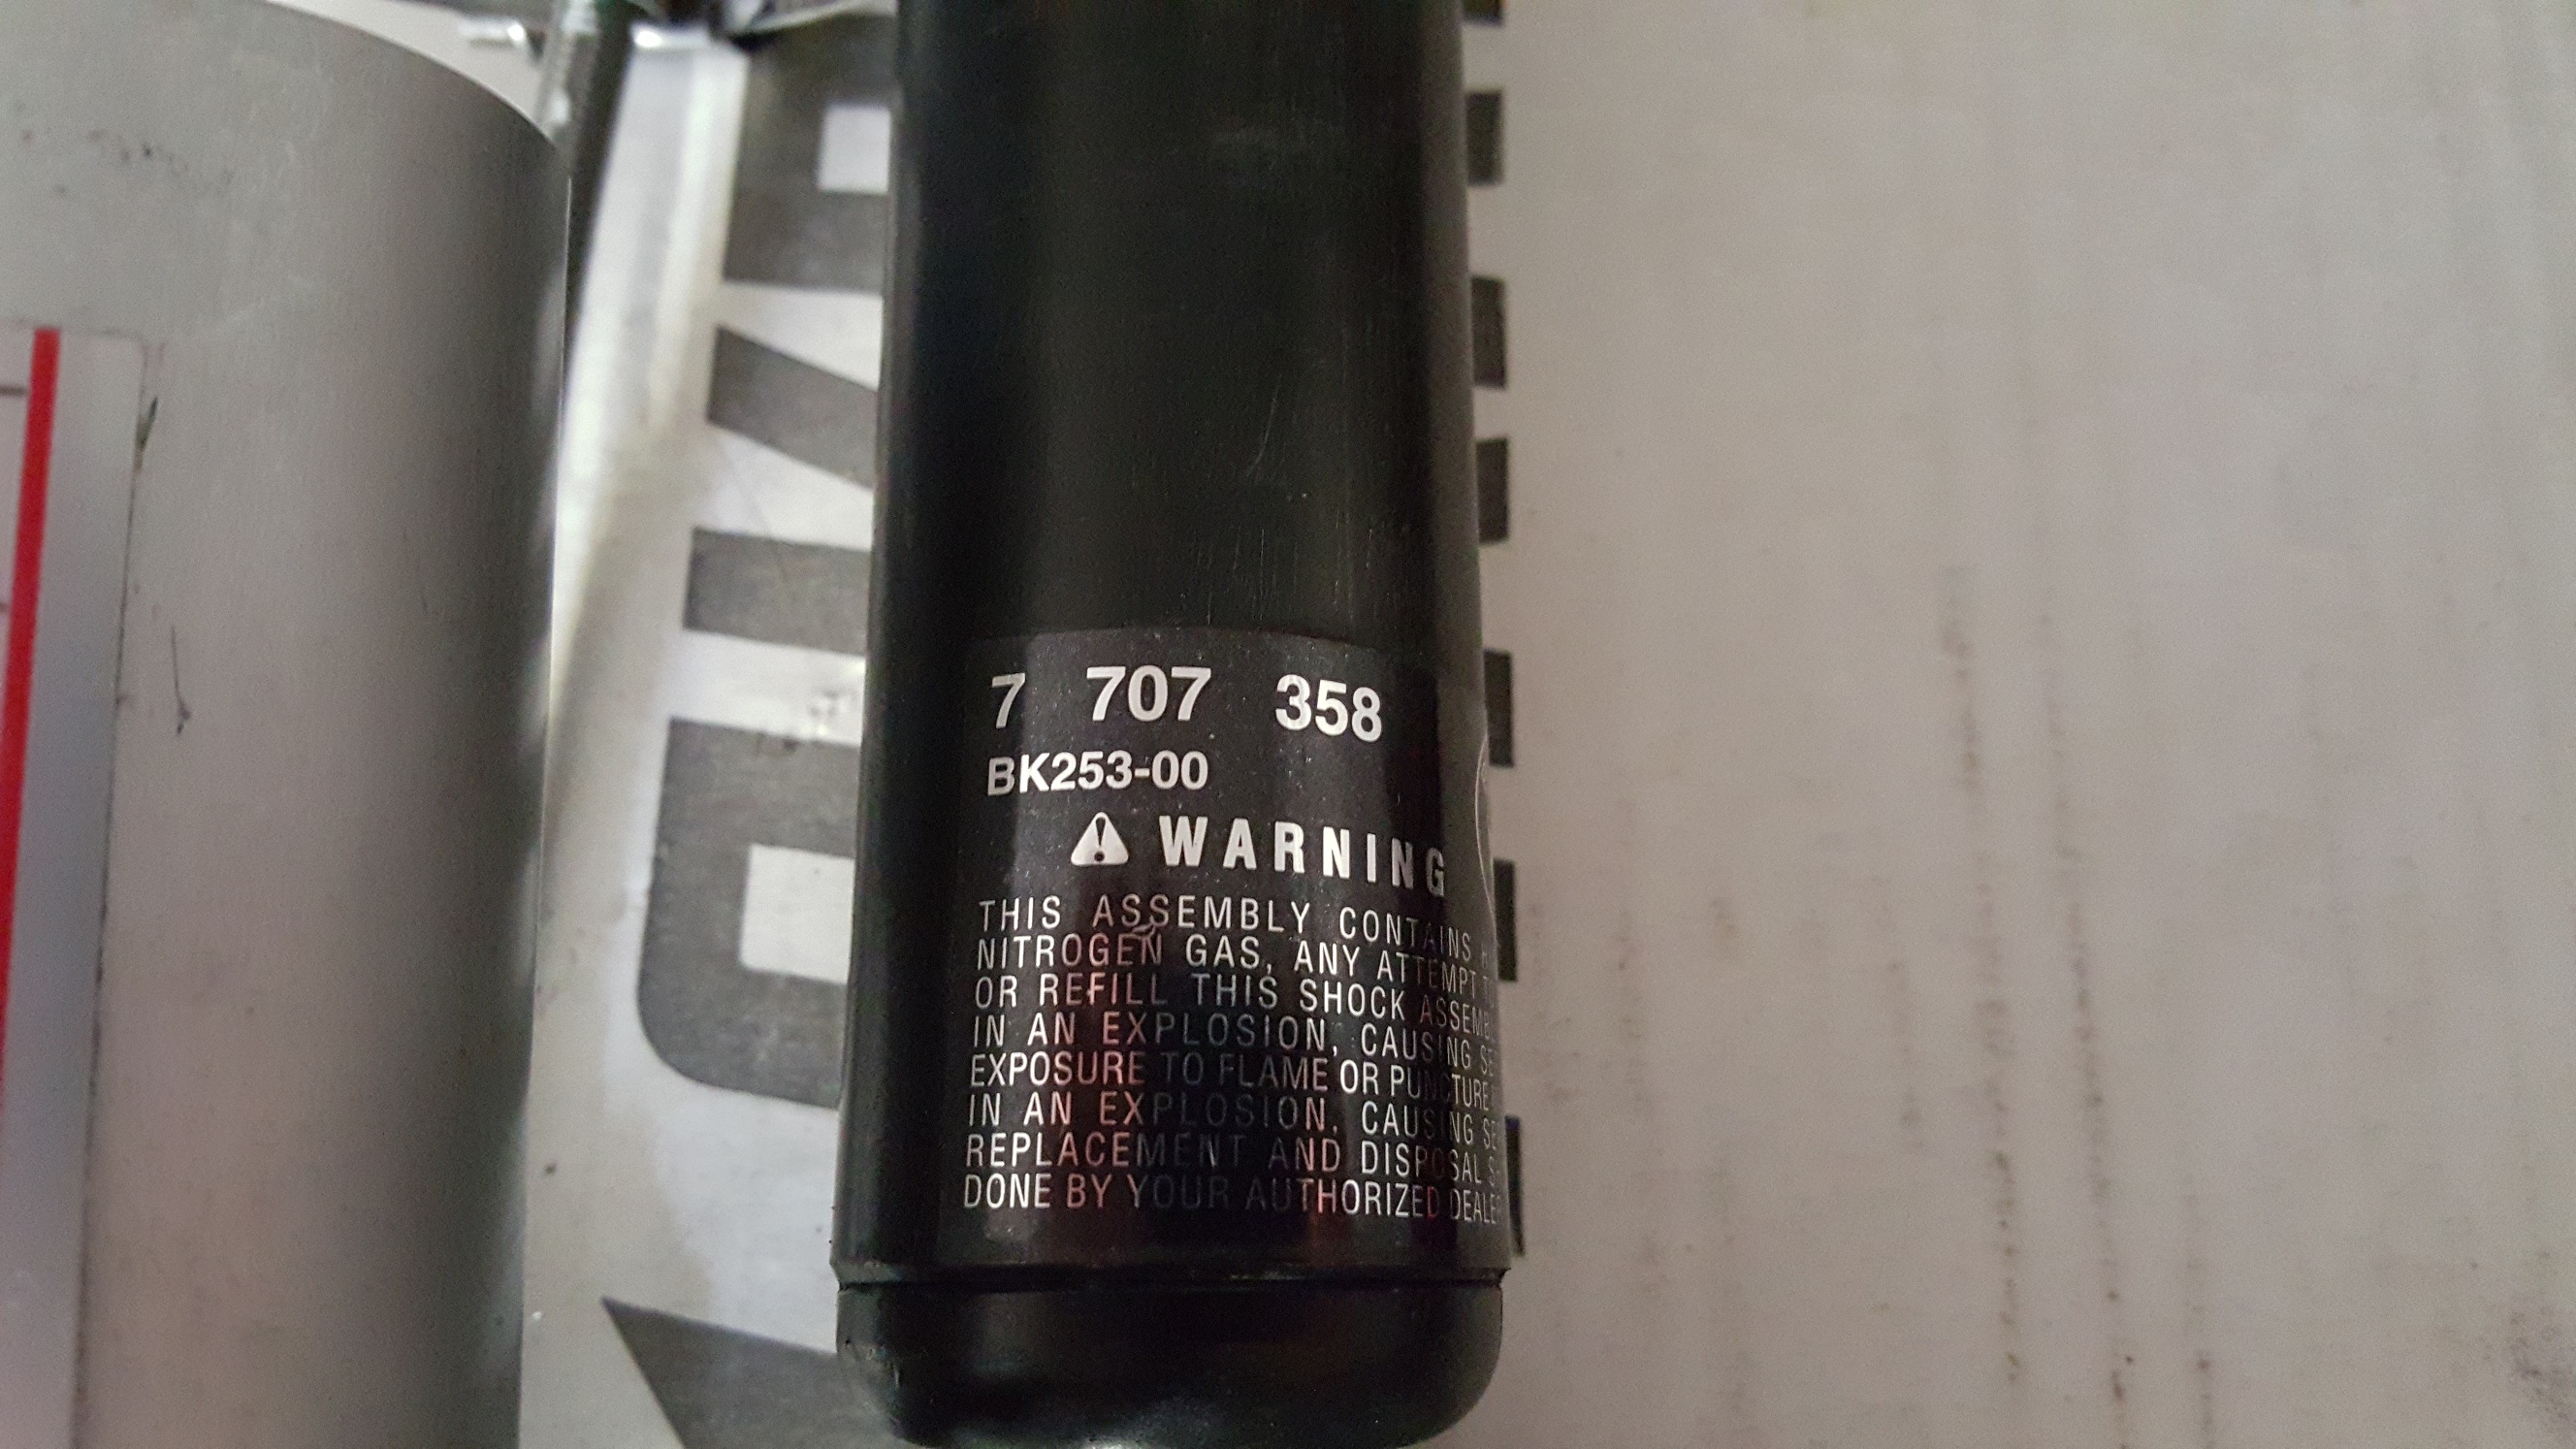 7 707 358
BK253-00
WARNING
THIS ASSEMBLY CONTAINS
NITROGEN GAS, ANY ATTEMPT
OR REFILL THIS SHOCK
IN AN EXPLOSION, CAUSING
EXPOSURE TO FLAME OR PUNCTURE
IN AN EXPLOSION, CAUSING
REPLACEMENT AND DISPOSAL
DONE BY YOUR AUTHORIZED